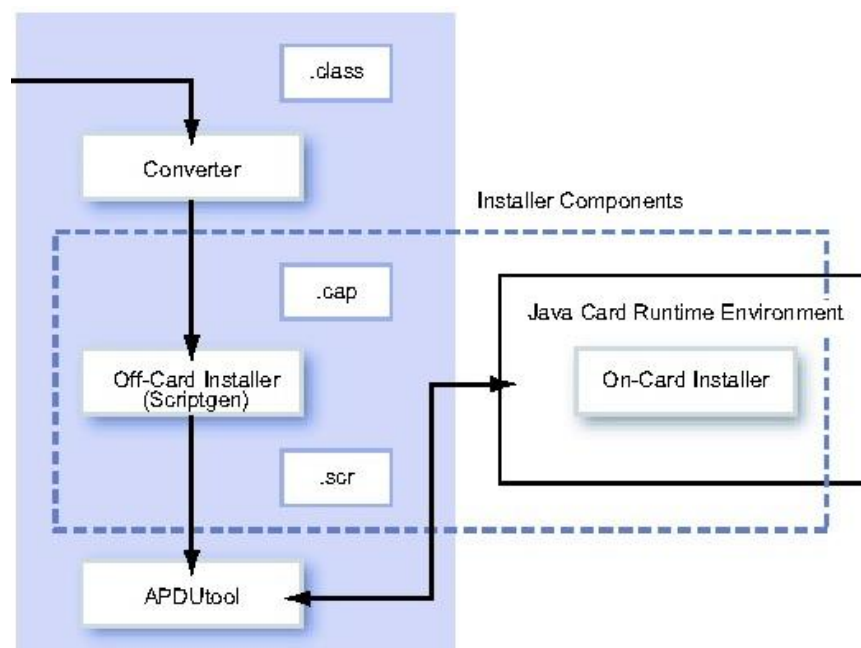 .class
Converter
Installer Components
.cap
Java Card Runtime Environment
Off-Card Installer
(Scriptgen)
On-Card Installer
.scr
APDUtool